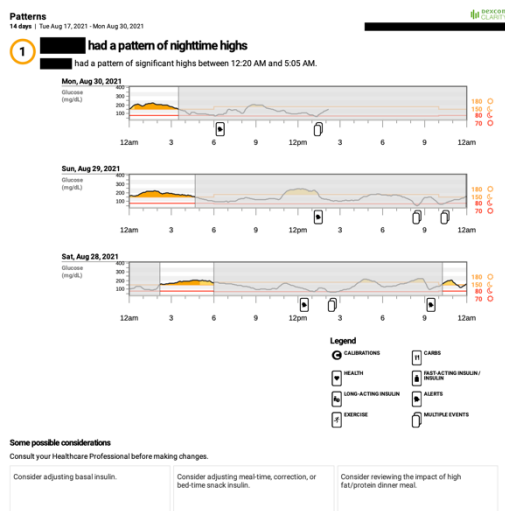 Patterns
14 days | Tue Aug 17, 2021 - Mon Aug 30, 2021
Dexcom
CLARITY
1
had a pattern of nighttime highs
had a pattern of significant highs between 12:20 AM and 5:05 AM.
Mon, Aug 30, 2021
Glucose
(mg/dL)
400
300
200
100
180
150
80
70
12am 3 6 9 12pm 3 6 9 12am
Sun, Aug 29, 2021
Glucose
(mg/dL)
400
300
200
100
180
150
80
70
12am 3 6 9 12pm 3 6 9 12am
Sat, Aug 28, 2021
Glucose
(mg/dL)
400
300
200
100
180
150
80
70
12am 3 6 9 12pm 3 6 9 12am
Legend
CALIBRATIONS
CARBS
HEALTH
FAST-ACTING INSULIN /
INSULIN
LONG-ACTING INSULIN
ALERTS
EXERCISE
MULTIPLE EVENTS
Some possible considerations
Consult your Healthcare Professional before making changes.
Consider adjusting basal insulin.
Consider adjusting meal-time, correction, or
bed-time snack insulin.
Consider reviewing the impact of high
fat/protein dinner meal.